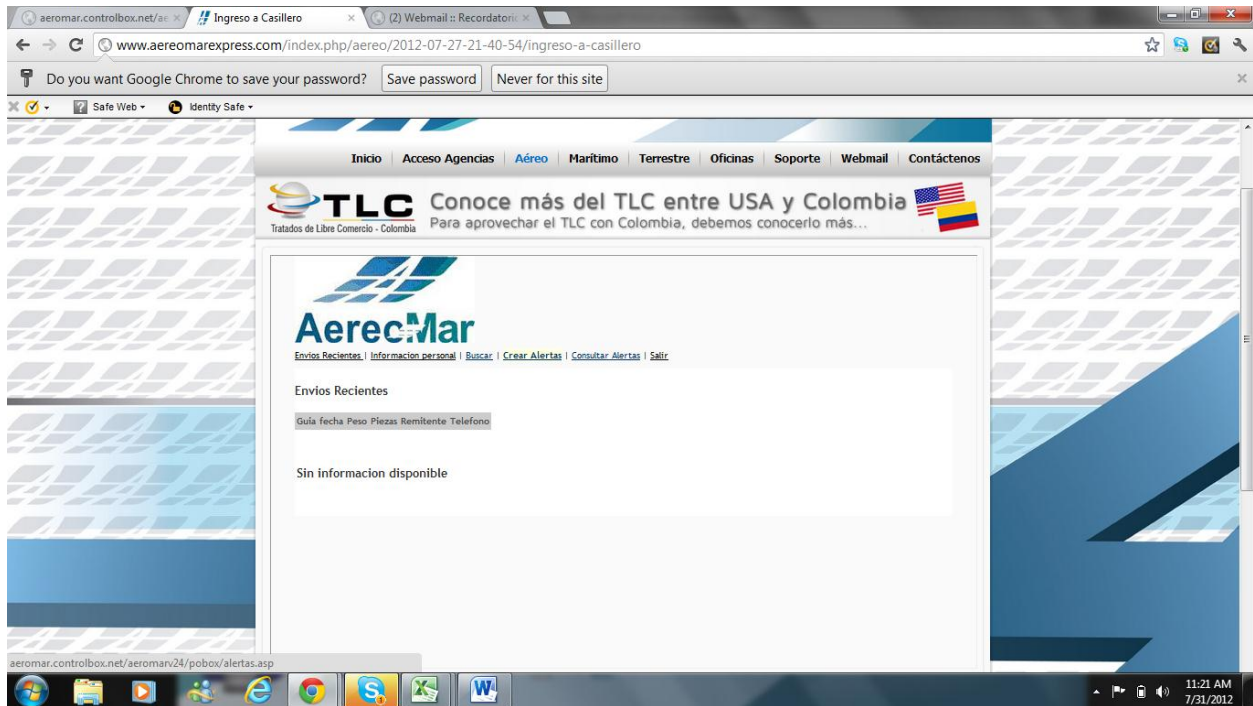 aeromar.controlbox.net/ae
Ingreso a Casillero
(2) Webmail :: Recordatorio
www.aereomarexpress.com/index.php/aereo/2012-07-27-21-40-54/ingreso-a-casillero
Do you want Google Chrome to save your password? Save password Never for this site
Safe Web Identity Safe
Inicio Acceso Agencias Aéreo Marítimo Terrestre Oficinas Soporte Webmail Contáctenos
TLC
Tratados de Libre Comercio - Colombia
Conoce más del TLC entre USA y Colombia
Para aprovechar el TLC con Colombia, debemos conocerlo más...
AereoMar
Envios Recientes | Informacion personal | Buscar | Crear Alertas | Consultar Alertas | Salir
Envios Recientes
Guia fecha Peso Piezas Remitente Telefono
Sin informacion disponible
aeromar.controlbox.net/aeromarv24/pobox/alertas.asp
11:21 AM
7/31/2012